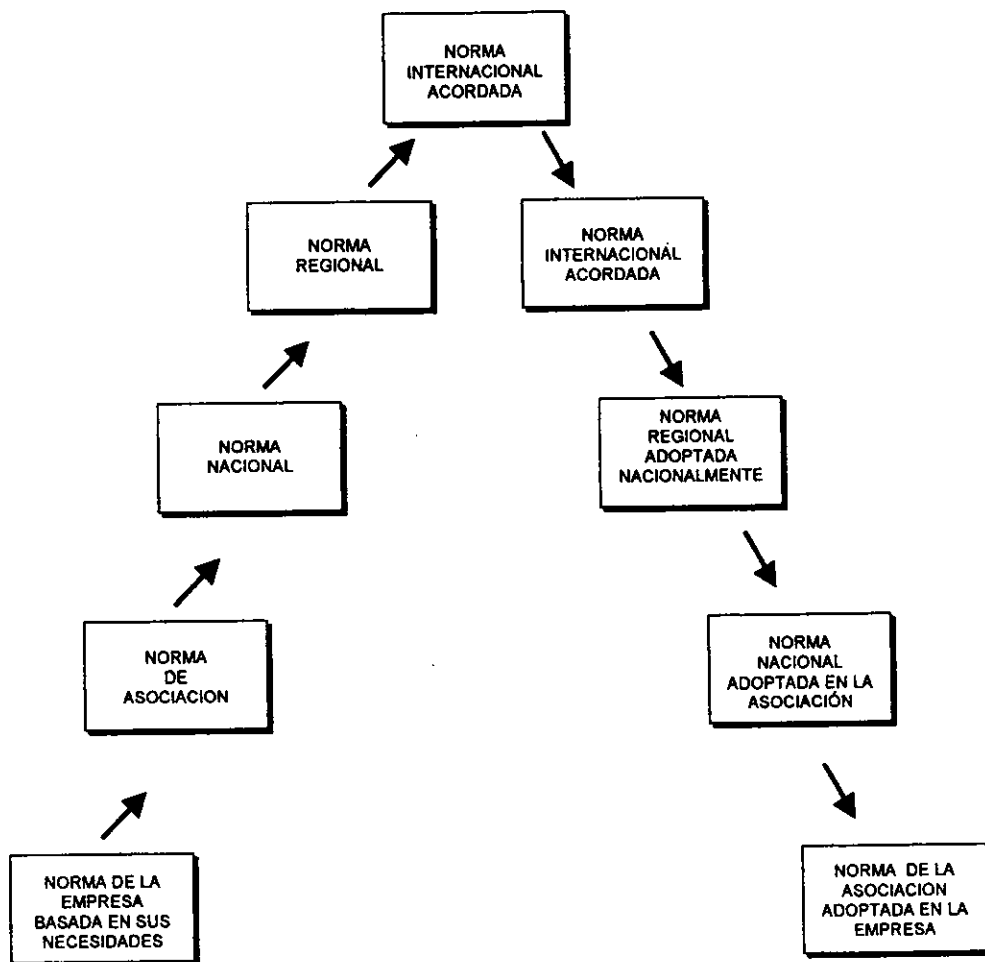 NORMA
INTERNACIONAL
ACORDADA
NORMA
REGIONAL
NORMA
INTERNACIONAL
ACORDADA
NORMA
NACIONAL
NORMA
REGIONAL
ADOPTADA
NACIONALMENTE
NORMA
DE
ASOCIACION
NORMA
NACIONAL
ADOPTADA EN LA
ASOCIACIÓN
NORMA DE LA
EMPRESA
BASADA EN SUS
NECESIDADES
NORMA DE LA
ASOCIACION
ADOPTADA EN LA
EMPRESA